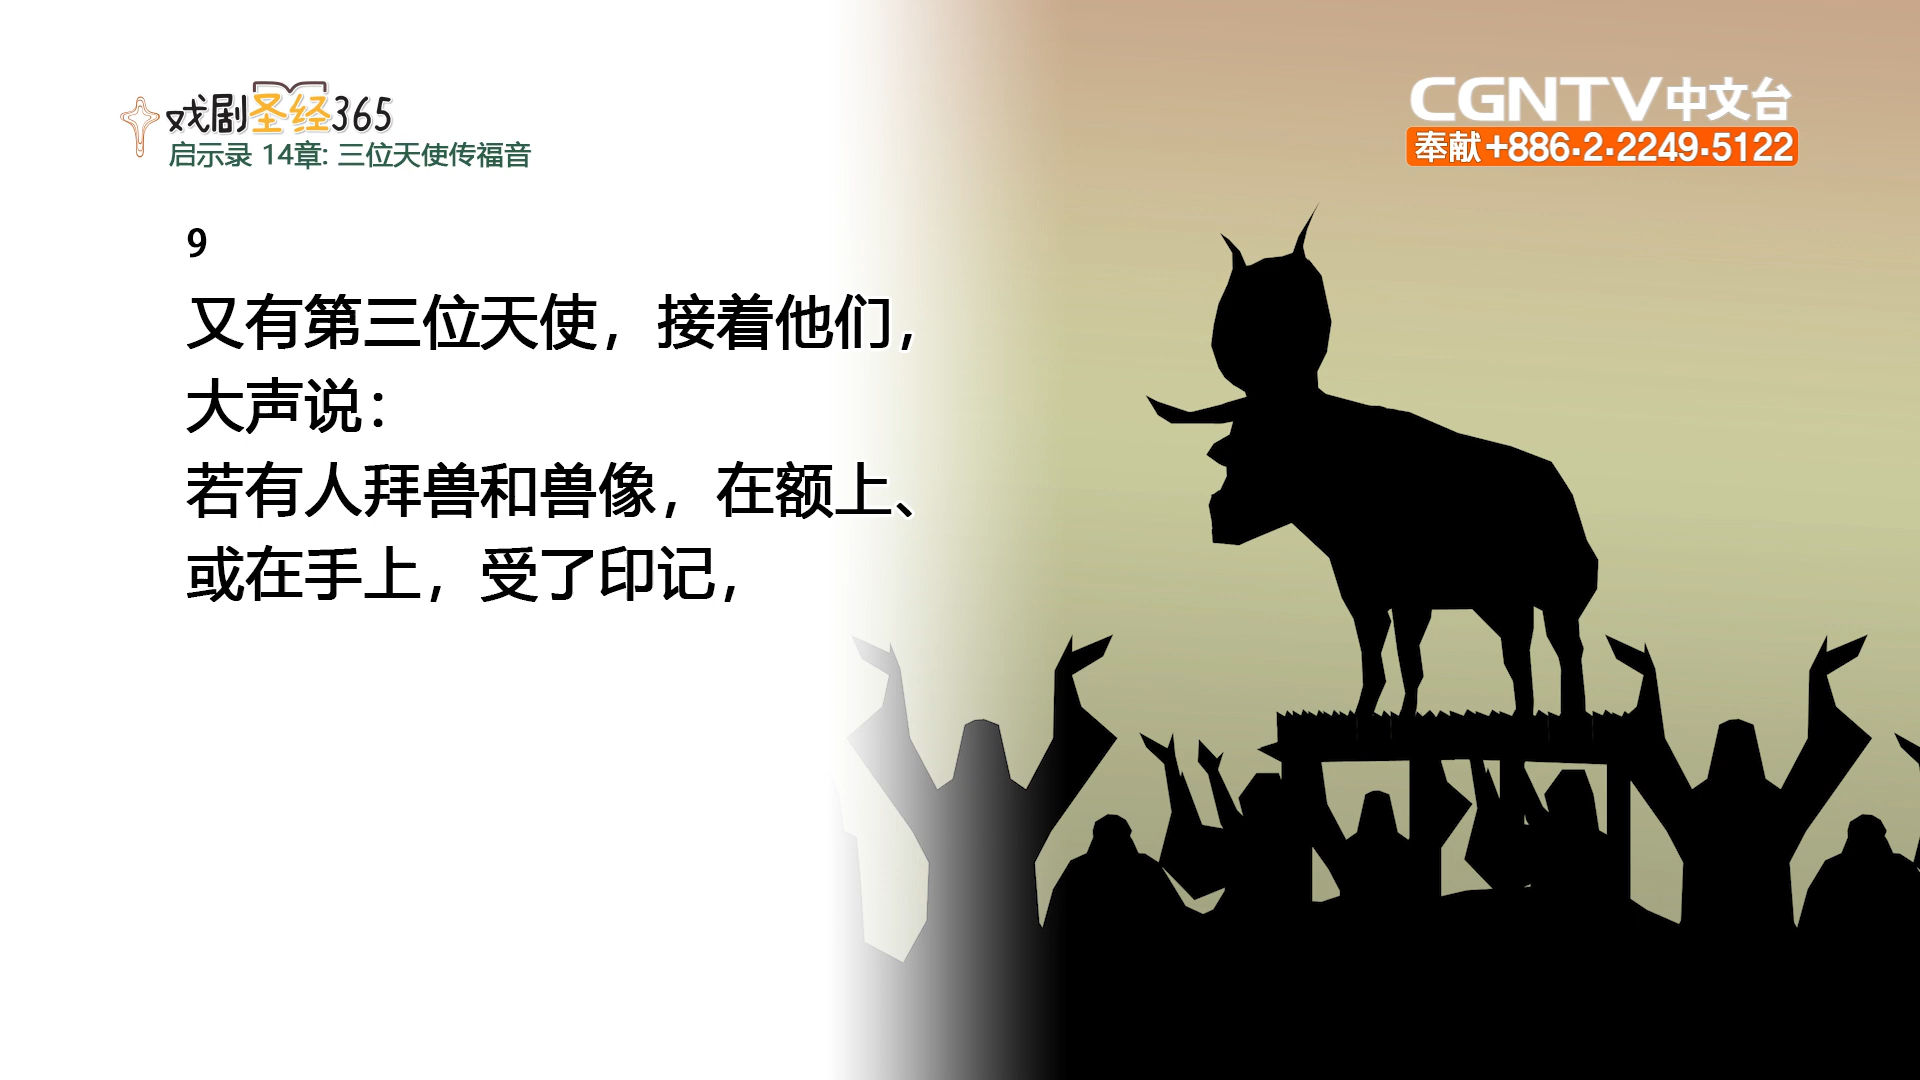 戏剧圣经365
启示录 14章: 三位天使传福音
CGNTV中文台
奉献+886·2·2249·5122
9
又有第三位天使，接着他们，
大声说：
若有人拜兽和兽像，在额上、
或在手上，受了印记，